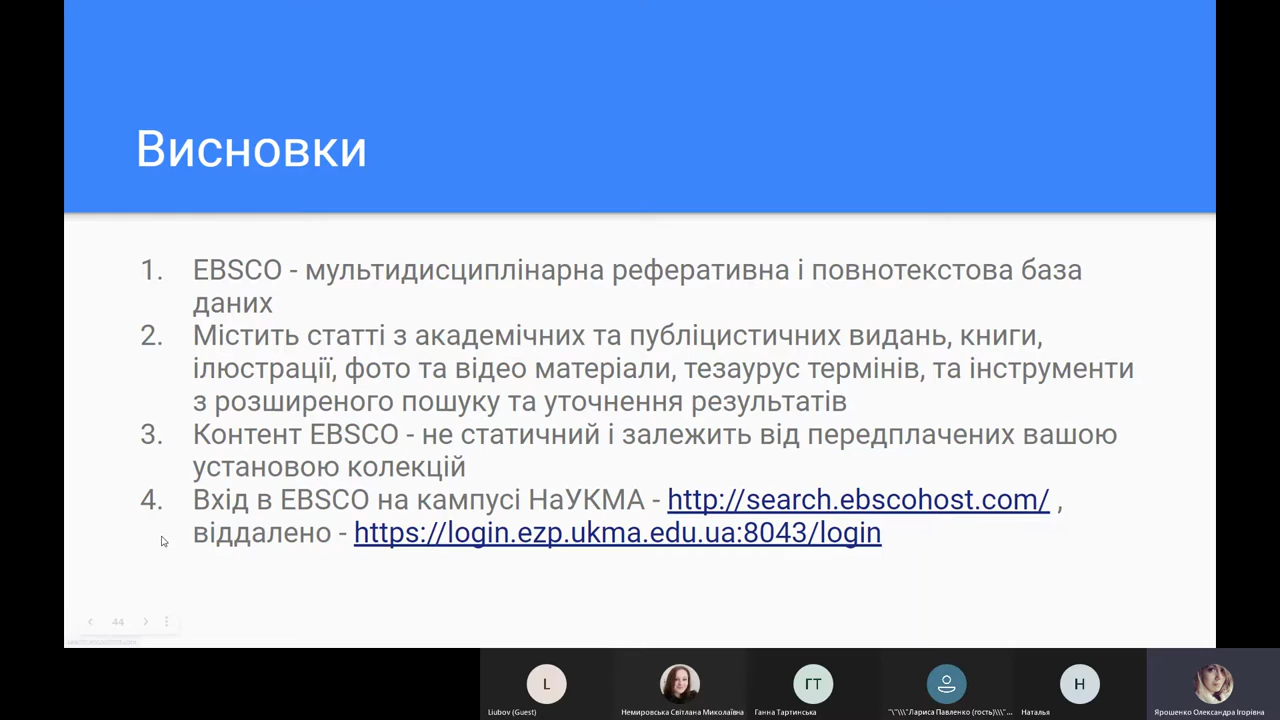 Висновки
1. EBSCO - мультидисциплінарна реферативна і повнотекстова база
даних
2. Містить статті з академічних та публіцистичних видань, книги,
ілюстрації, фото та відео матеріали, тезаурус термінів, та інструменти
з розширеного пошуку та уточнення результатів
3. Контент EBSCO - не статичний і залежить від передплачених вашою
установою колекцій
4. Вхід в EBSCO на кампусі НаУКМА - http://search.ebscohost.com/ ,
віддалено - https://login.ezp.ukma.edu.ua:8043/login
44
L
ГТ
Н
Liubov (Guest)
Немировська Світлана Миколаївна
Ганна Тартинська
"\"\\\"Лариса Павленко (гость)\\\"...
Наталья
Ярошенко Олександра Ігорівна